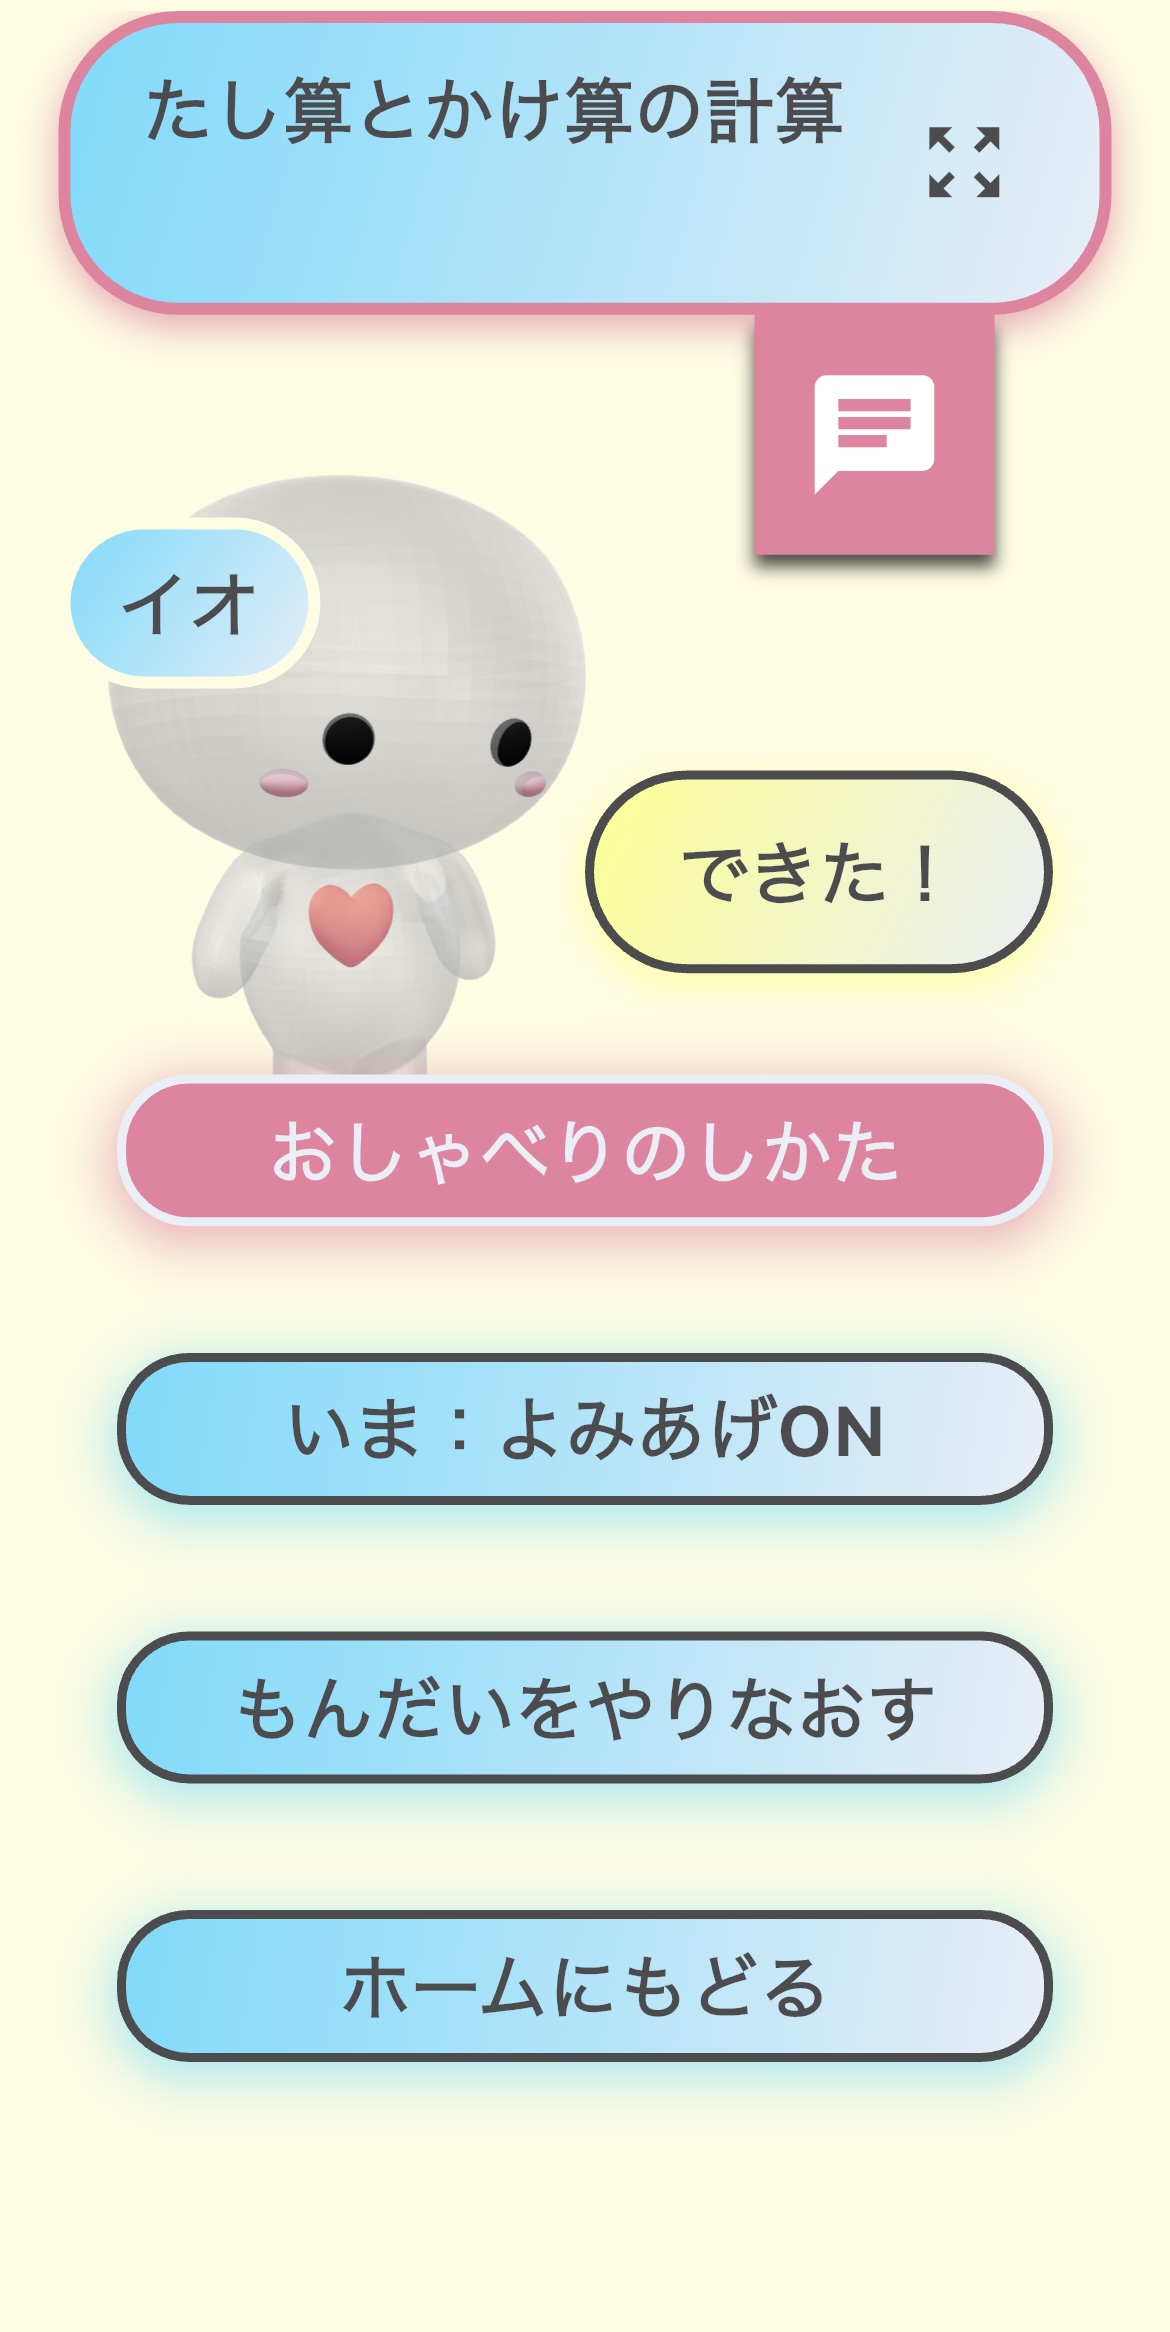 たし算とかけ算の計算
イオ
できた！
おしゃべりのしかた
いま：よみあげON
もんだいをやりなおす
ホームにもどる